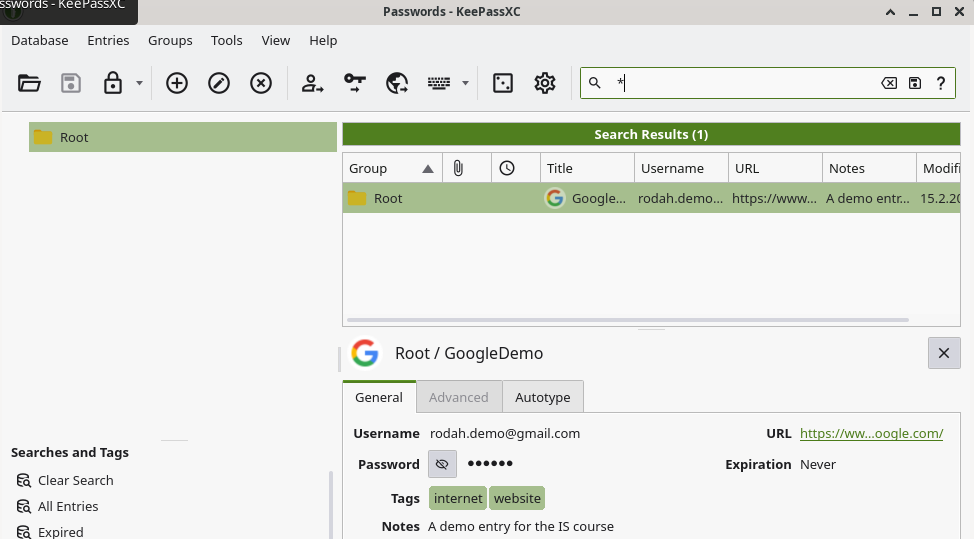 sswords - KeePassXC
Passwords - KeePassXC
Database Entries Groups Tools View Help
*
?
Root
Search Results (1)
Group Title Username URL Notes Modifi
Root Google... rodah.demo... https://www... A demo entr... 15.2.20
Root / GoogleDemo
General Advanced Autotype
Username rodah.demo@gmail.com URL https://ww...oogle.com/
Password •••••• Expiration Never
Tags internet website
Notes A demo entry for the IS course
Searches and Tags
Clear Search
All Entries
Expired